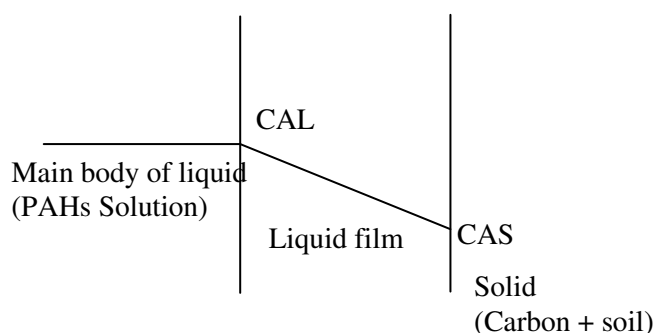 CAL
Main body of liquid
(PAHs Solution)
Liquid film
CAS
Solid
(Carbon + soil)